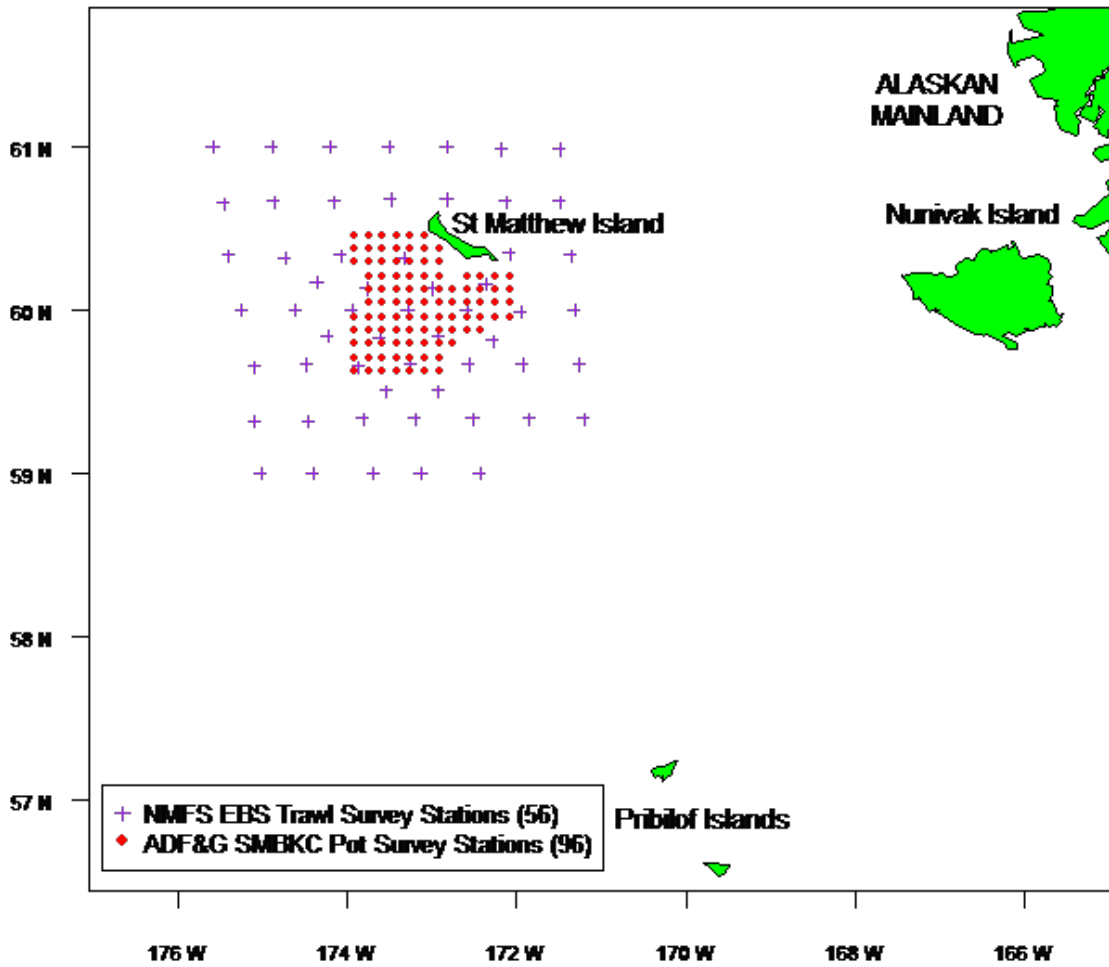 ALASKAN
MAINLAND
61 N
St Matthew Island
Nunivak Island
60 N
59 N
58 N
57 N
NMFS EBS Trawl Survey Stations (56)
ADF&G SMBKC Pot Survey Stations (96)
Pribilof Islands
176 W 174 W 172 W 170 W 168 W 166 W